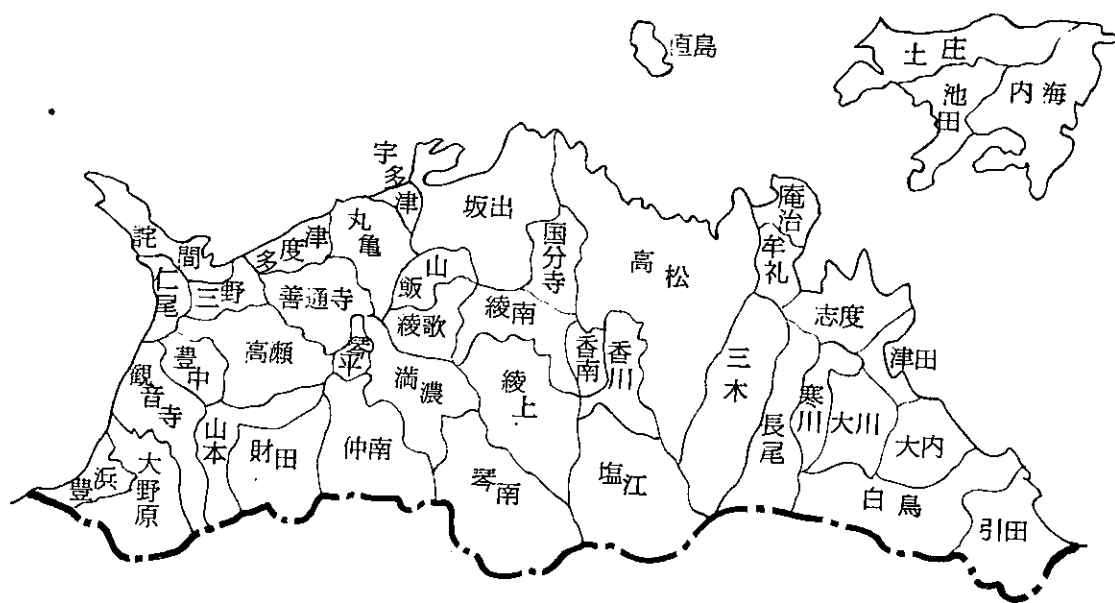 直島
土庄
池田
内海
宇多津
坂出
庵治
牟礼
国分寺
高松
丸亀
多度津
詫間
仁尾
三野
善通寺
飯山
綾歌
綾南
志度
津田
香南
香川
三木
高瀬
琴平
満濃
綾上
豊中
観音寺
山本
財田
仲南
琴南
塩江
長尾
寒川
大川
大内
白鳥
引田
豊浜
大野原